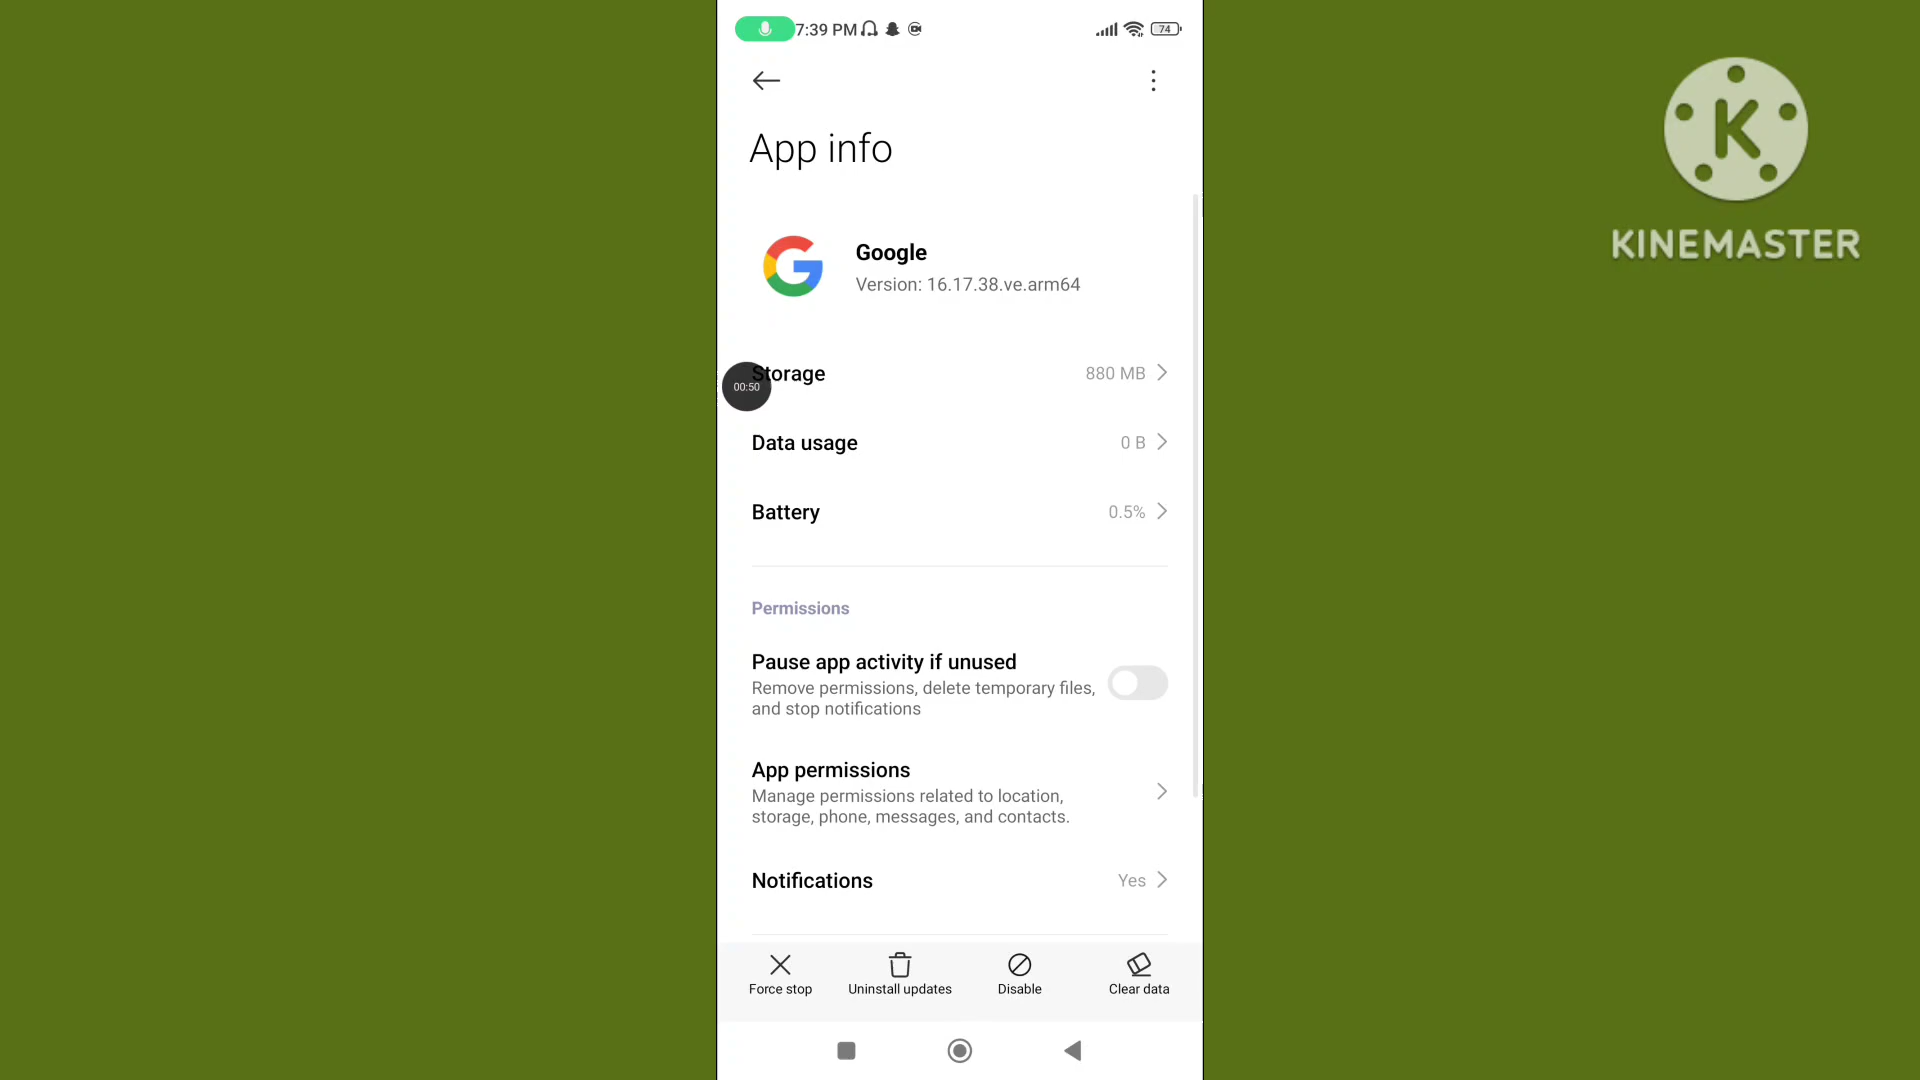 7:39 PM
74
App info
Google
Version: 16.17.38.ve.arm64
Storage 880 MB
00:50
Data usage 0 B
Battery 0.5%
Permissions
Pause app activity if unused
Remove permissions, delete temporary files,
and stop notifications
App permissions
Manage permissions related to location,
storage, phone, messages, and contacts.
Notifications Yes
Force stop Uninstall updates Disable Clear data
K
KINEMASTER